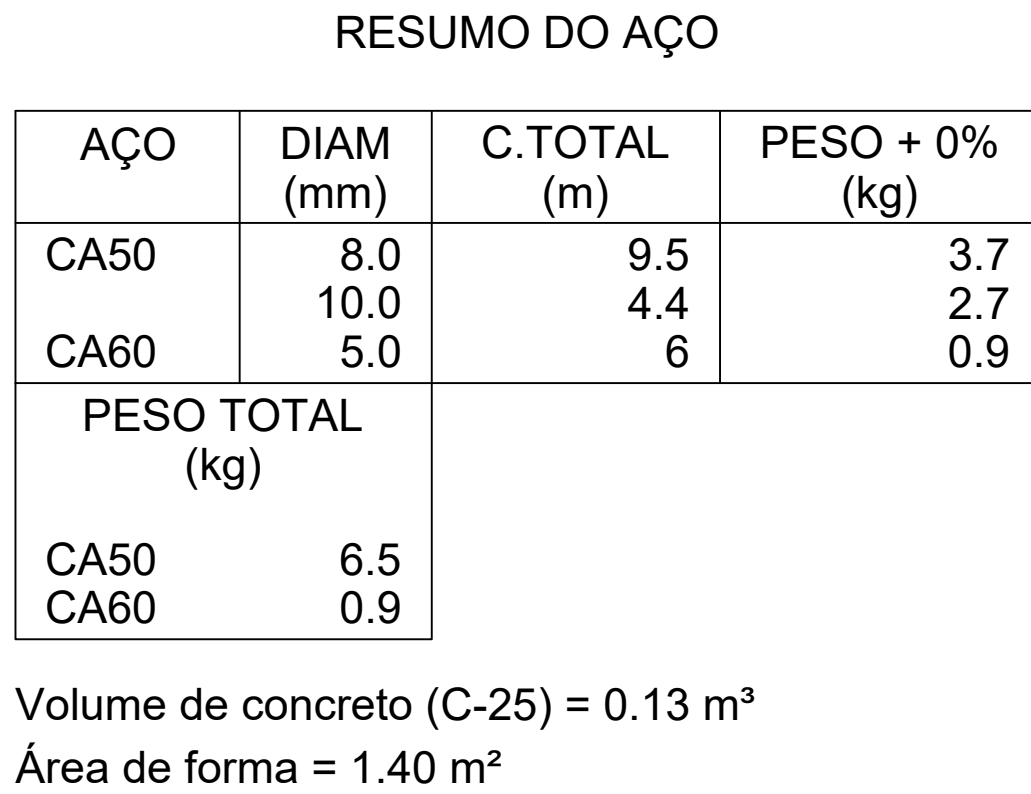 RESUMO DO AÇO
AÇO DIAM C.TOTAL PESO + 0%
(mm) (m) (kg)
CA50 8.0 9.5 3.7
10.0 4.4 2.7
CA60 5.0 6 0.9
PESO TOTAL
(kg)
CA50 6.5
CA60 0.9
Volume de concreto (C-25) = 0.13 m³
Área de forma = 1.40 m²